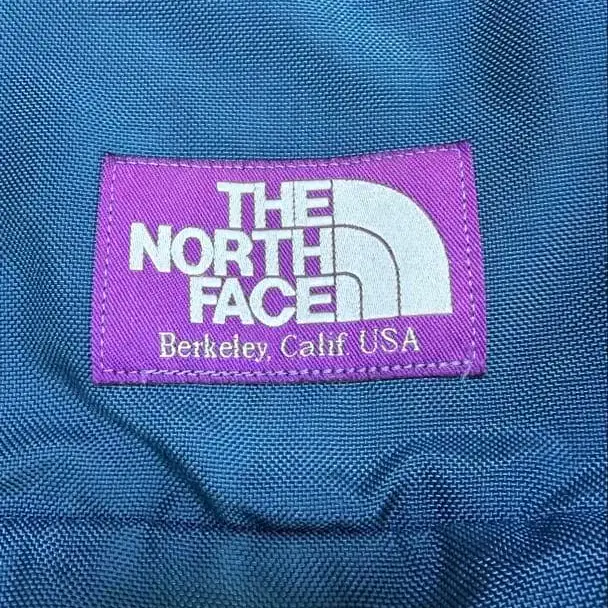 THE
NORTH
FACE
Berkeley, Calif USA